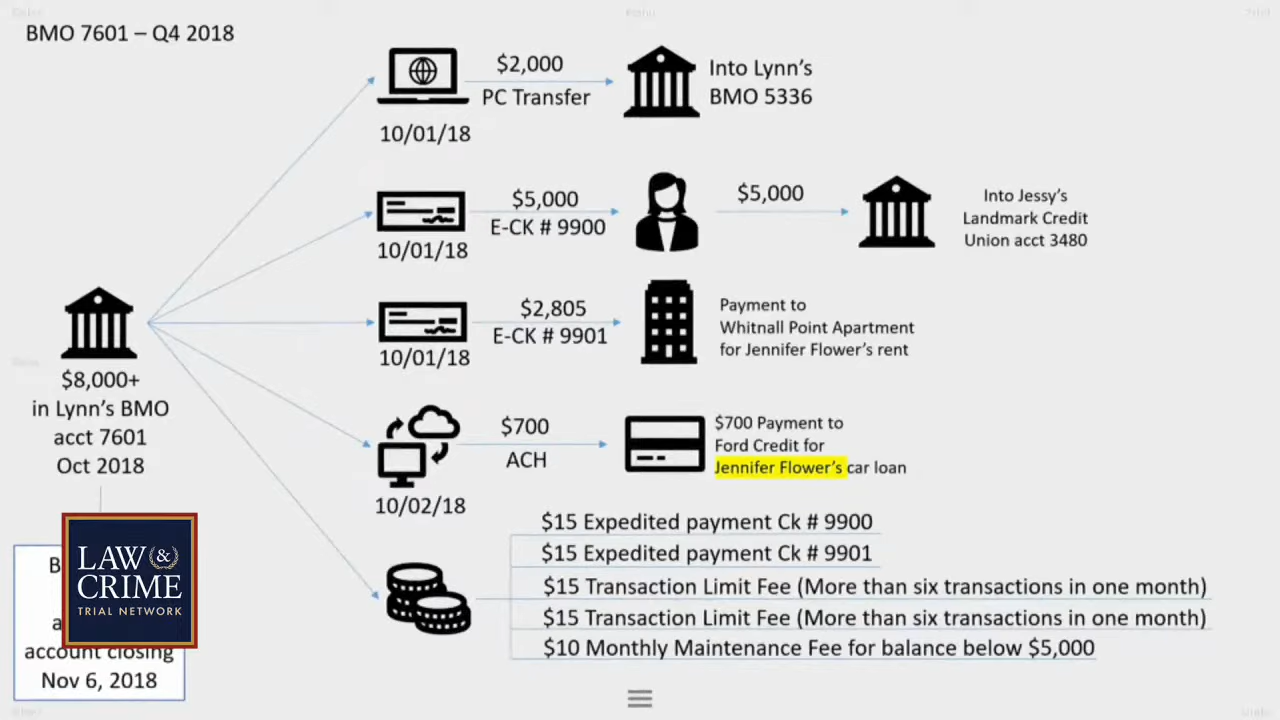 BMO 7601 – Q4 2018
$2,000
PC Transfer
10/01/18
Into Lynn's
BMO 5336
$5,000
E-CK # 9900
10/01/18
$5,000
Into Jessy's
Landmark Credit
Union acct 3480
$2,805
E-CK # 9901
10/01/18
Payment to
Whitnall Point Apartment
for Jennifer Flower's rent
$8,000+
in Lynn's BMO
acct 7601
Oct 2018
$700
ACH
10/02/18
$700 Payment to
Ford Credit for
Jennifer Flower's car loan
$15 Expedited payment Ck # 9900
$15 Expedited payment Ck # 9901
$15 Transaction Limit Fee (More than six transactions in one month)
$15 Transaction Limit Fee (More than six transactions in one month)
$10 Monthly Maintenance Fee for balance below $5,000
LAW &
CRIME
TRIAL NETWORK
account closing
Nov 6, 2018